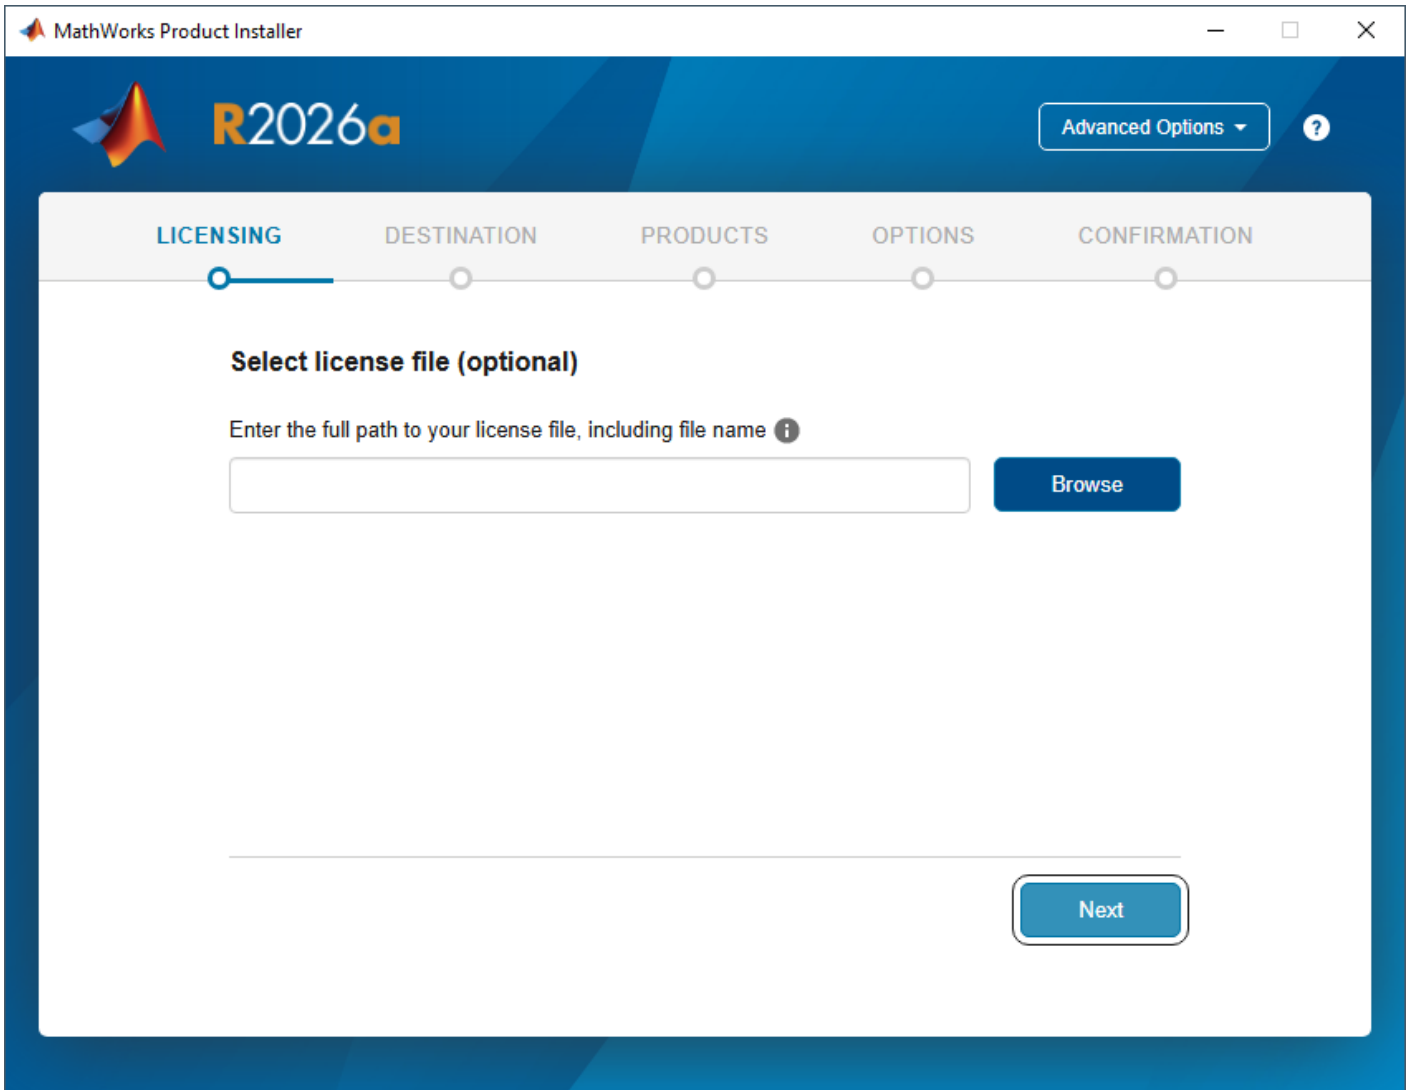 MathWorks Product Installer
R2026a
Advanced Options
?
LICENSING DESTINATION PRODUCTS OPTIONS CONFIRMATION
Select license file (optional)
Enter the full path to your license file, including file name i
Browse
Next